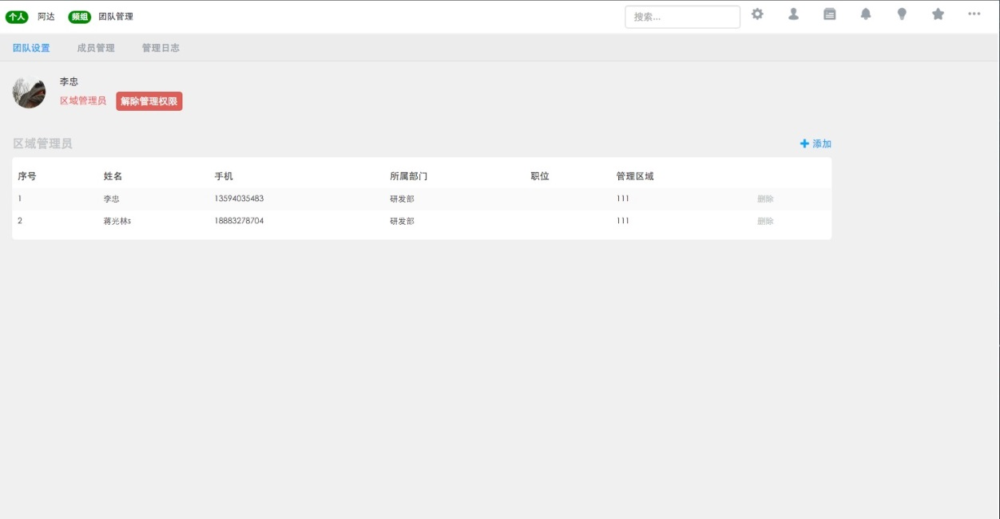 个人 阿达 频组 团队管理 搜索...
团队设置 成员管理 管理日志
李忠
区域管理员 解除管理权限
区域管理员 添加
序号 姓名 手机 所属部门 职位 管理区域
1 李忠 13594035483 研发部 111 删除
2 蒋光林s 18883278704 研发部 111 删除